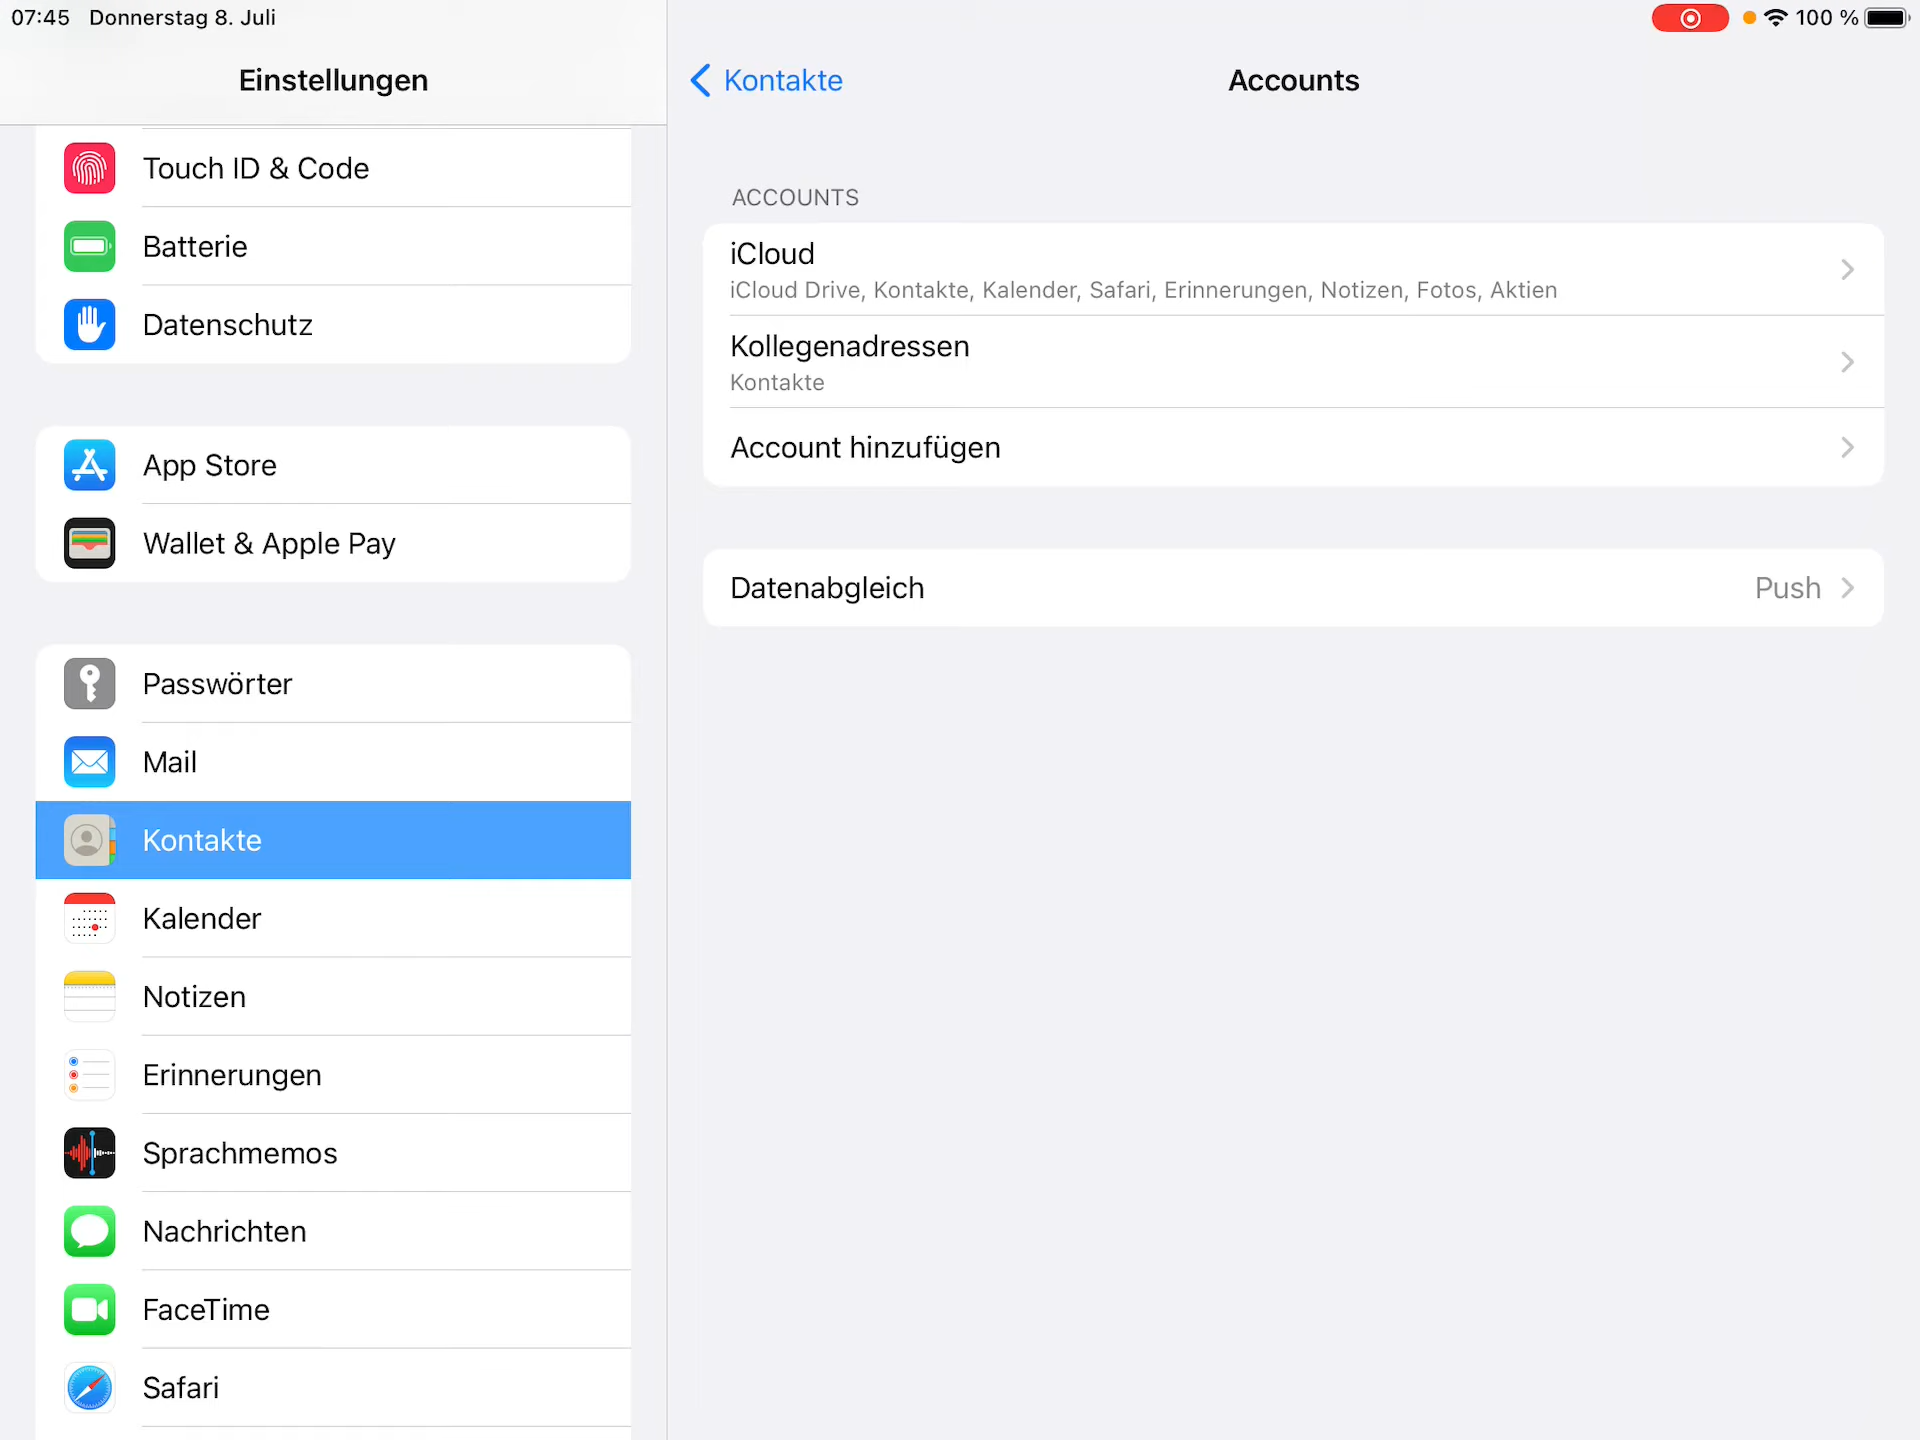 07:45 Donnerstag 8. Juli
100 %
Einstellungen
Touch ID & Code
Batterie
Datenschutz
App Store
Wallet & Apple Pay
Passwörter
Mail
Kontakte
Kalender
Notizen
Erinnerungen
Sprachmemos
Nachrichten
FaceTime
Safari
Kontakte
Accounts
ACCOUNTS
iCloud
iCloud Drive, Kontakte, Kalender, Safari, Erinnerungen, Notizen, Fotos, Aktien
Kollegenadressen
Kontakte
Account hinzufügen
Datenabgleich Push